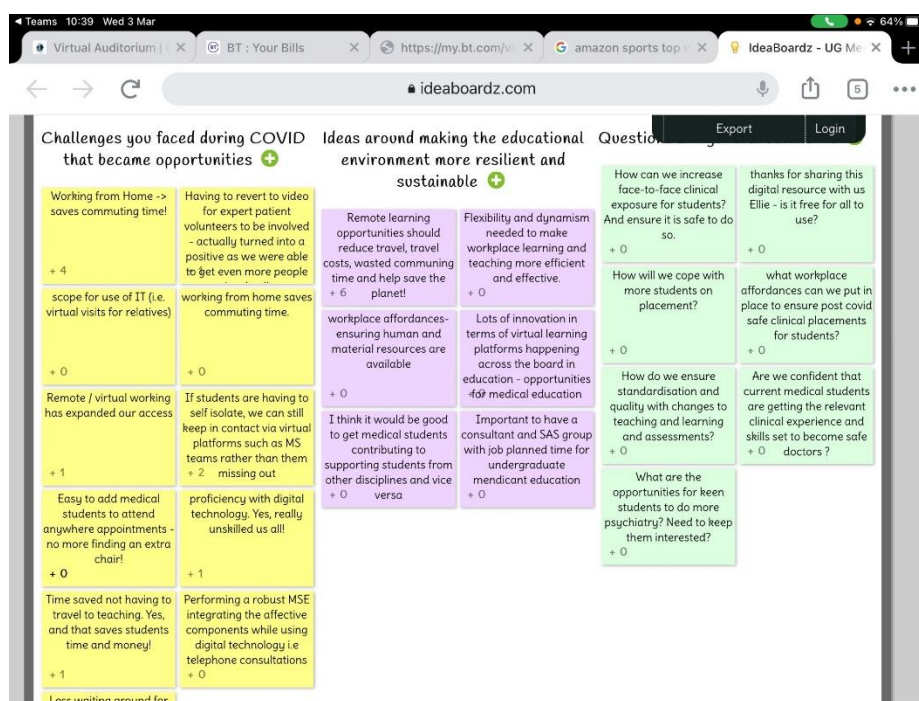 Teams 10:39 Wed 3 Mar
64%
Virtual Auditorium |
BT : Your Bills
https://my.bt.com/vi
amazon sports top u
IdeaBoardz - UG Me
ideaboardz.com
5
Export
Login
Challenges you faced during COVID
that became opportunities
Working from Home ->
saves commuting time!
+ 4
Having to revert to video
for expert patient
volunteers to be involved
- actually turned into a
positive as we were able
to get even more people
scope for use of IT (i.e.
virtual visits for relatives)
+ 0
working from home saves
commuting time.
+ 0
Remote / virtual working
has expanded our access
+ 1
If students are having to
self isolate, we can still
keep in contact via virtual
platforms such as MS
teams rather than them
missing out
+ 2
Easy to add medical
students to attend
anywhere appointments -
no more finding an extra
chair!
+ 0
proficiency with digital
technology. Yes, really
unskilled us all!
+ 1
Time saved not having to
travel to teaching. Yes,
and that saves students
time and money!
+ 1
Performing a robust MSE
integrating the affective
components while using
digital technology i.e
telephone consultations
+ 0
Less waiting around for
Ideas around making the educational
environment more resilient and
sustainable
Remote learning
opportunities should
reduce travel, travel
costs, wasted communing
time and help save the
planet!
+ 6
Flexibility and dynamism
needed to make
workplace learning and
teaching more efficient
and effective.
+ 0
workplace affordances-
ensuring human and
material resources are
available
+ 0
Lots of innovation in
terms of virtual learning
platforms happening
across the board in
education - opportunities
for medical education
I think it would be good
to get medical students
contributing to
supporting students from
other disciplines and vice
versa
+ 0
Important to have a
consultant and SAS group
with job planned time for
undergraduate
mendicant education
+ 0
How can we increase
face-to-face clinical
exposure for students?
And ensure it is safe to do
so.
+ 0
thanks for sharing this
digital resource with us
Ellie - is it free for all to
use?
+ 0
How will we cope with
more students on
placement?
+ 0
what workplace
affordances can we put in
place to ensure post covid
safe clinical placements
for students?
+ 0
How do we ensure
standardisation and
quality with changes to
teaching and learning
and assessments?
+ 0
Are we confident that
current medical students
are getting the relevant
clinical experience and
skills set to become safe
doctors ?
+ 0
What are the
opportunities for keen
students to do more
psychiatry? Need to keep
them interested?
+ 0